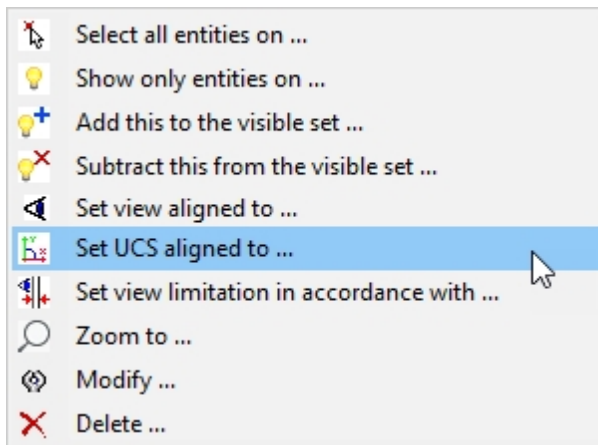 Select all entities on ...
Show only entities on ...
Add this to the visible set ...
Subtract this from the visible set ...
Set view aligned to ...
Set UCS aligned to ...
Set view limitation in accordance with ...
Zoom to ...
Modify ...
Delete ...